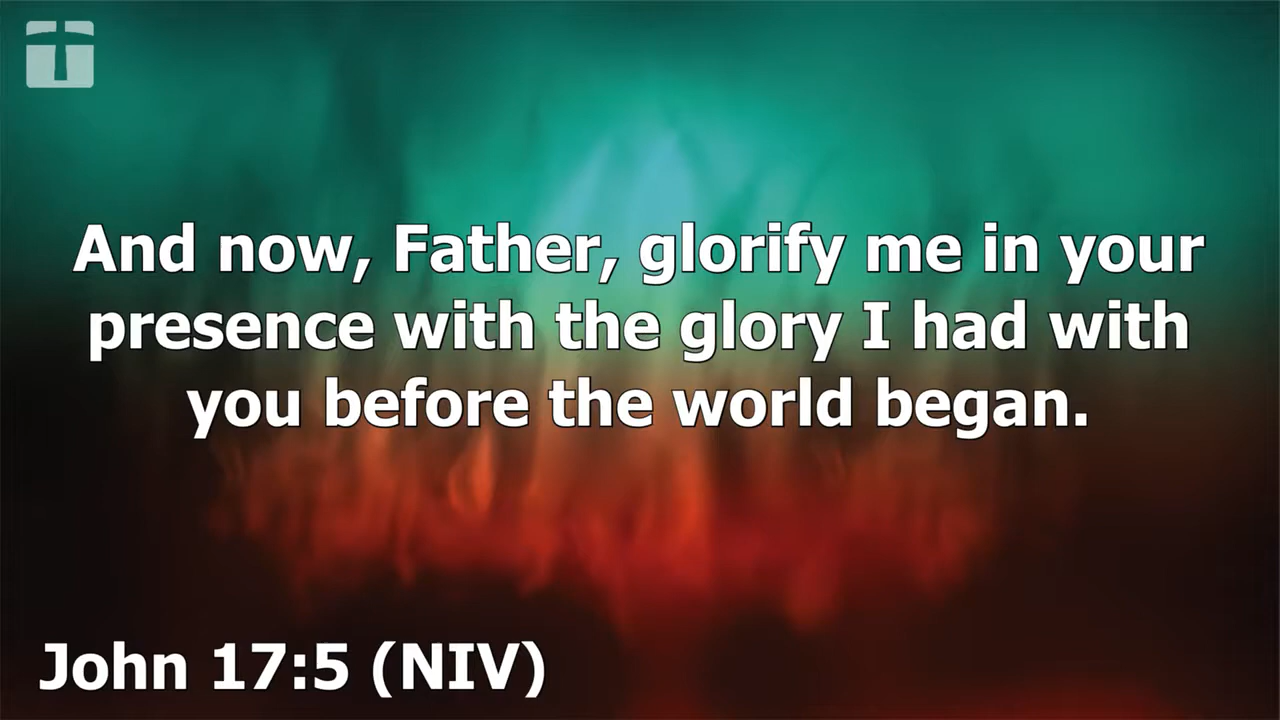 And now, Father, glorify me in your
presence with the glory I had with
you before the world began.
John 17:5 (NIV)